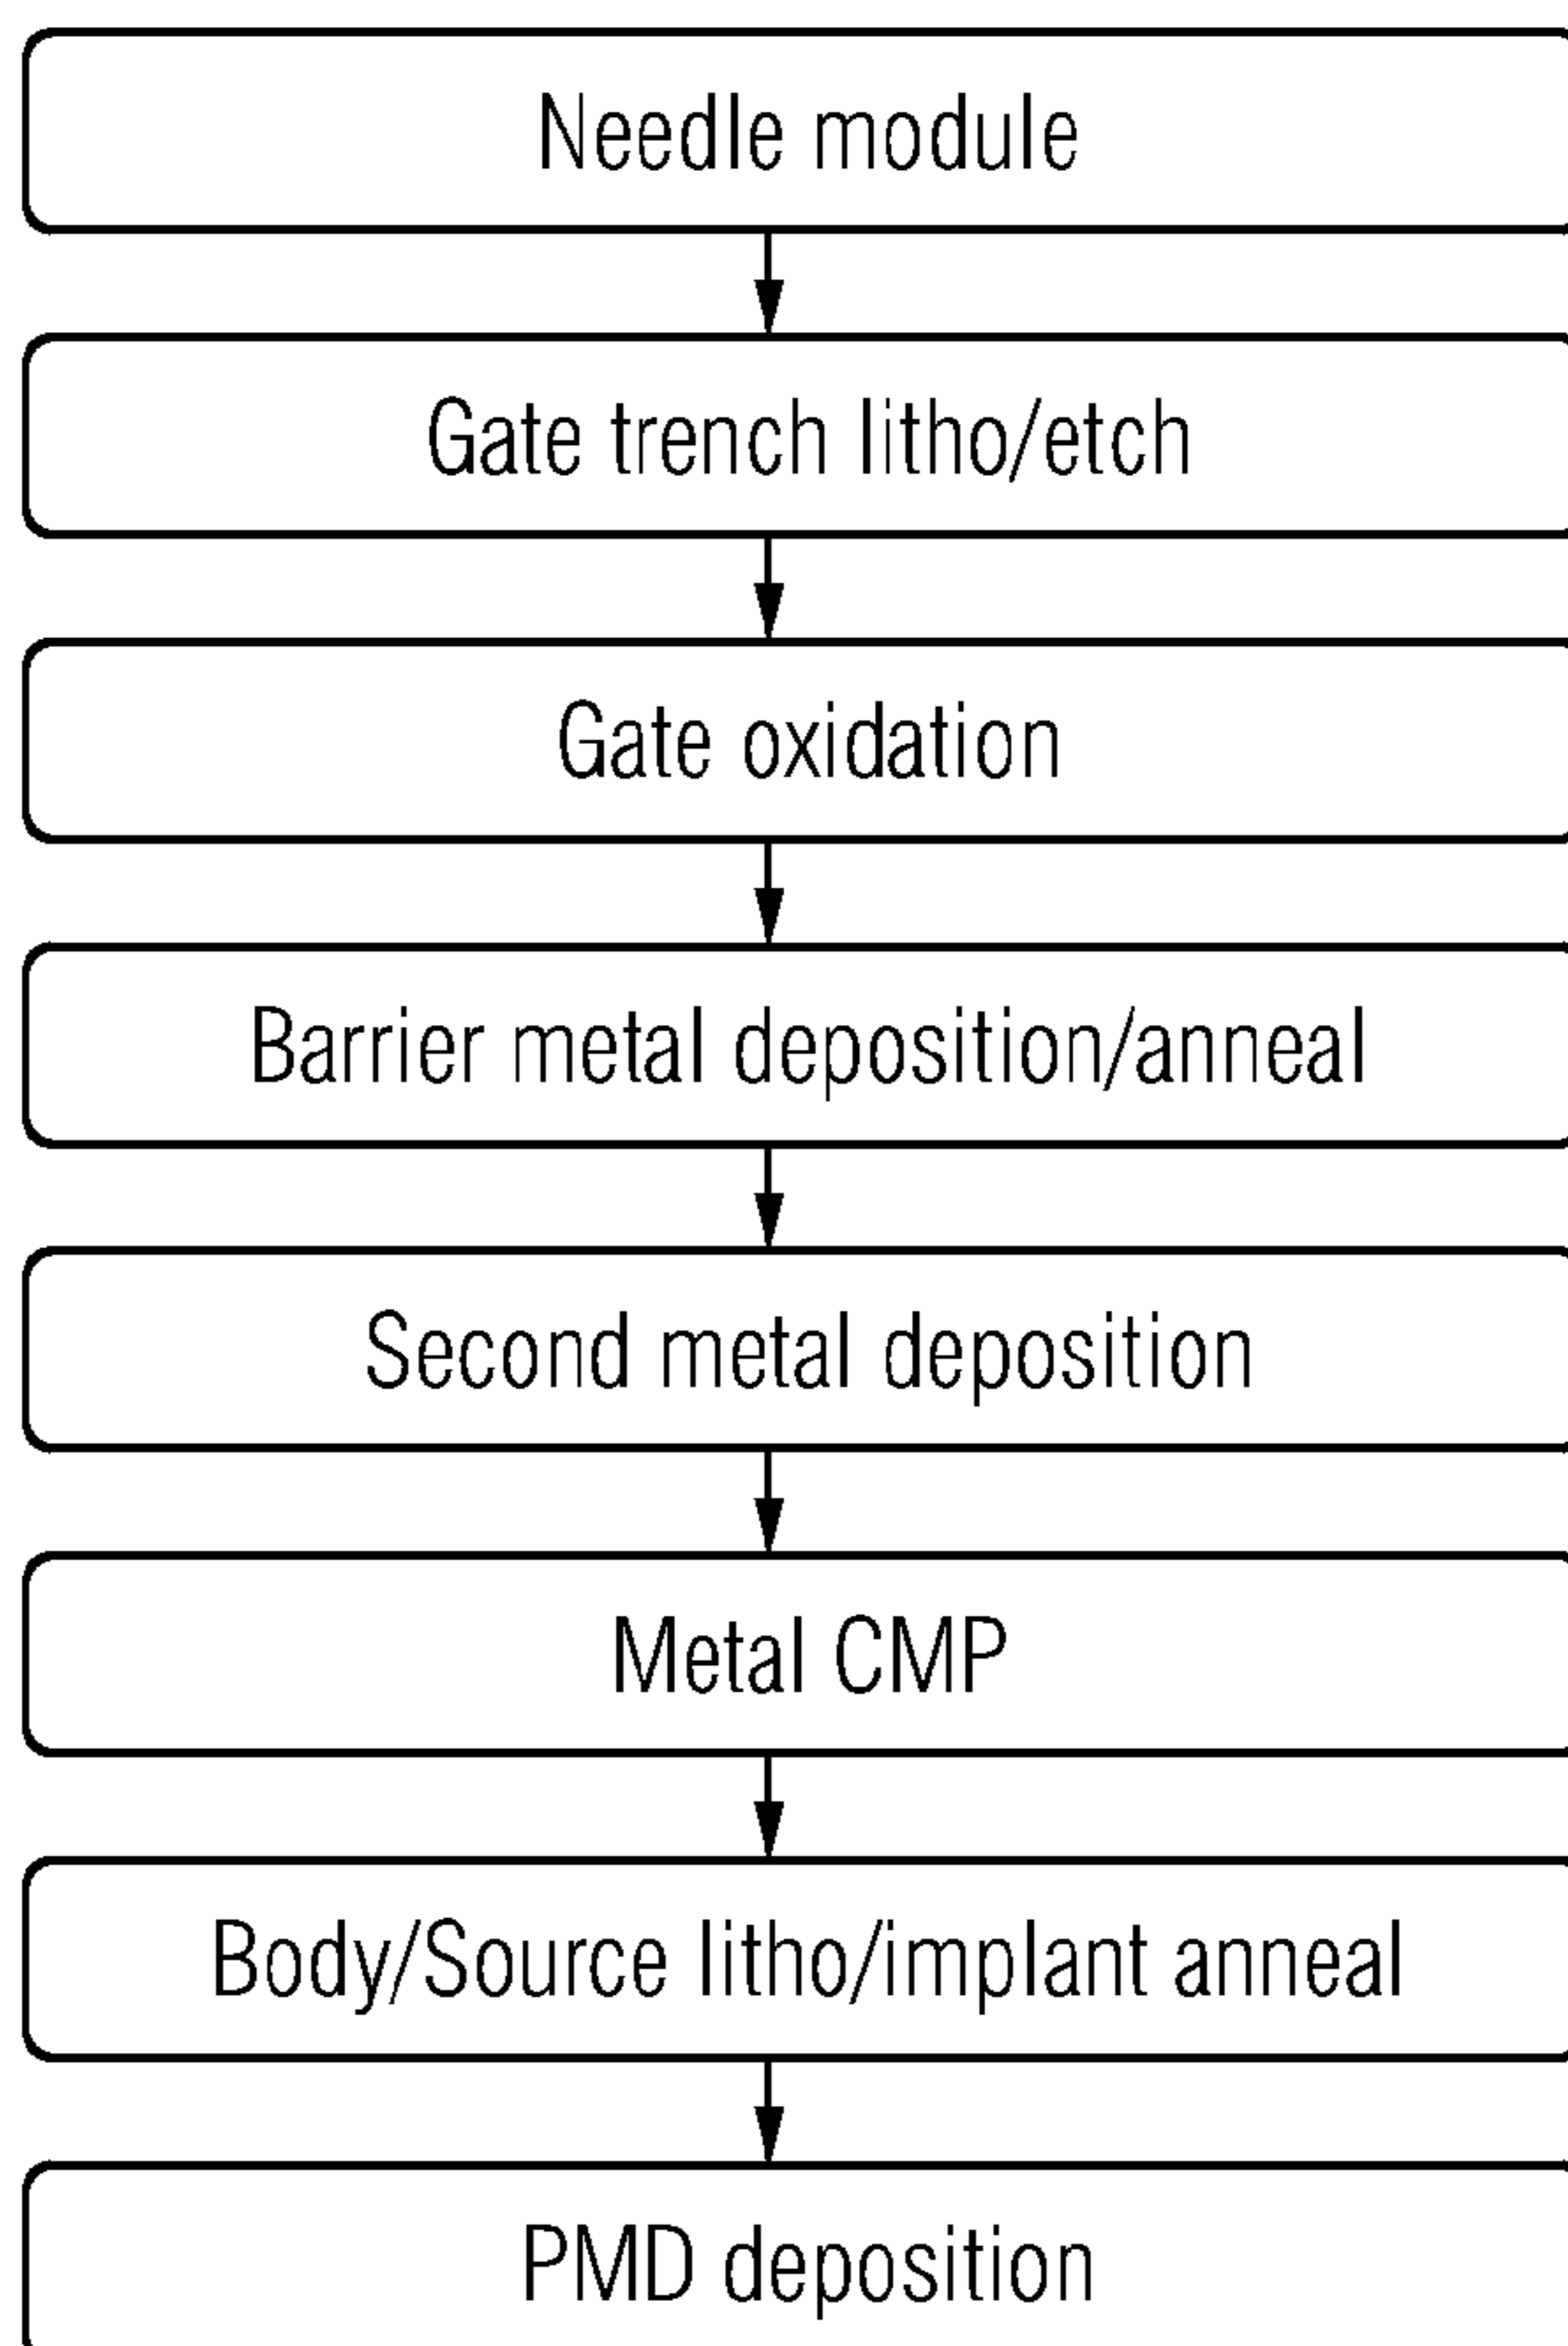 Needle module
Gate trench litho/etch
Gate oxidation
Barrier metal deposition/anneal
Second metal deposition
Metal CMP
Body/Source litho/implant anneal
PMD deposition